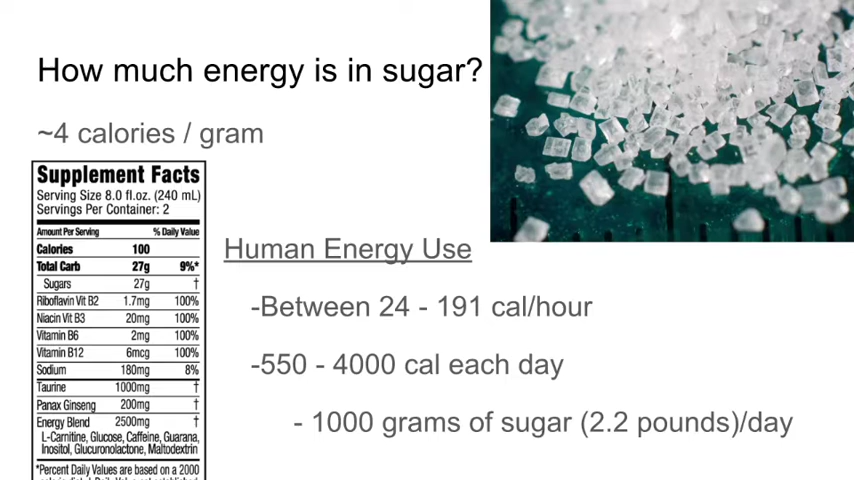 How much energy is in sugar?
~4 calories / gram
Supplement Facts
Serving Size 8.0 fl.oz. (240 mL)
Servings Per Container: 2
Amount Per Serving % Daily Value
Calories 100
Total Carb 27g 9%*
Sugars 27g †
Riboflavin Vit B2 1.7mg 100%
Niacin Vit B3 20mg 100%
Vitamin B6 2mg 100%
Vitamin B12 6mcg 100%
Sodium 180mg 8%
Taurine 1000mg †
Panax Ginseng 200mg †
Energy Blend 2500mg †
L-Carnitine, Glucose, Caffeine, Guarana,
Inositol, Glucuronolactone, Maltodextrin
*Percent Daily Values are based on a 2000
Human Energy Use
-Between 24 - 191 cal/hour
-550 - 4000 cal each day
- 1000 grams of sugar (2.2 pounds)/day